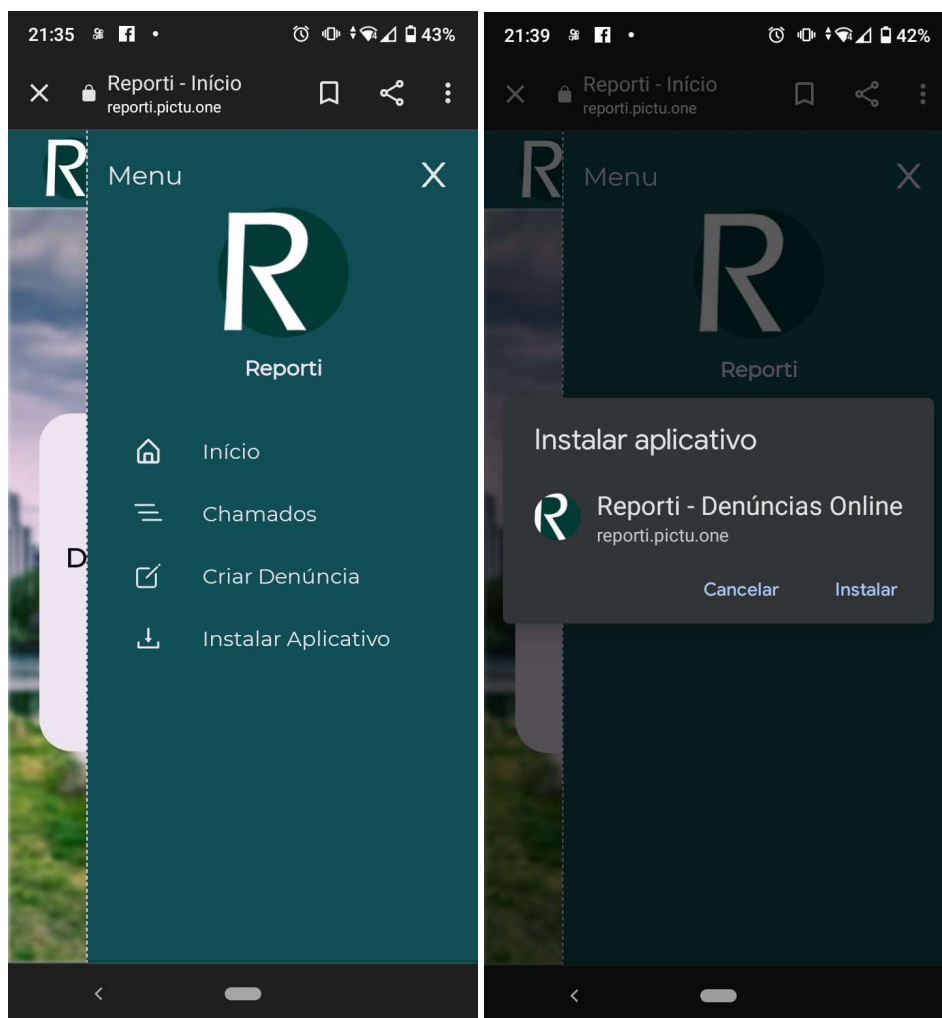 21:35
43%
Reporti - Início
reporti.pictu.one
R
Menu
X
R
Reporti
Início
Chamados
D
Criar Denúncia
Instalar Aplicativo
21:39
42%
Reporti - Início
reporti.pictu.one
R
Menu
X
R
Reporti
Instalar aplicativo
R
Reporti - Denúncias Online
reporti.pictu.one
Cancelar Instalar